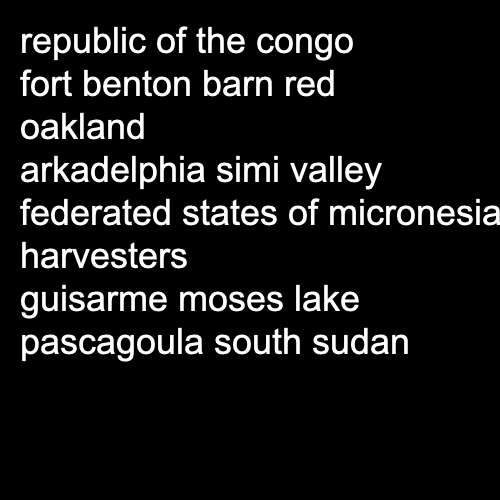 republic of the congo
fort benton barn red
oakland
arkadelphia simi valley
federated states of micronesia
harvesters
guisarme moses lake
pascagoula south sudan